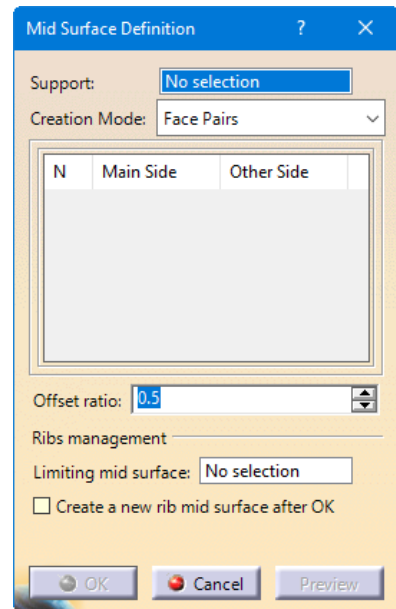 Mid Surface Definition ? ×
Support: No selection
Creation Mode: Face Pairs
N Main Side Other Side
Offset ratio: 0.5
Ribs management
Limiting mid surface: No selection
Create a new rib mid surface after OK
OK Cancel Preview